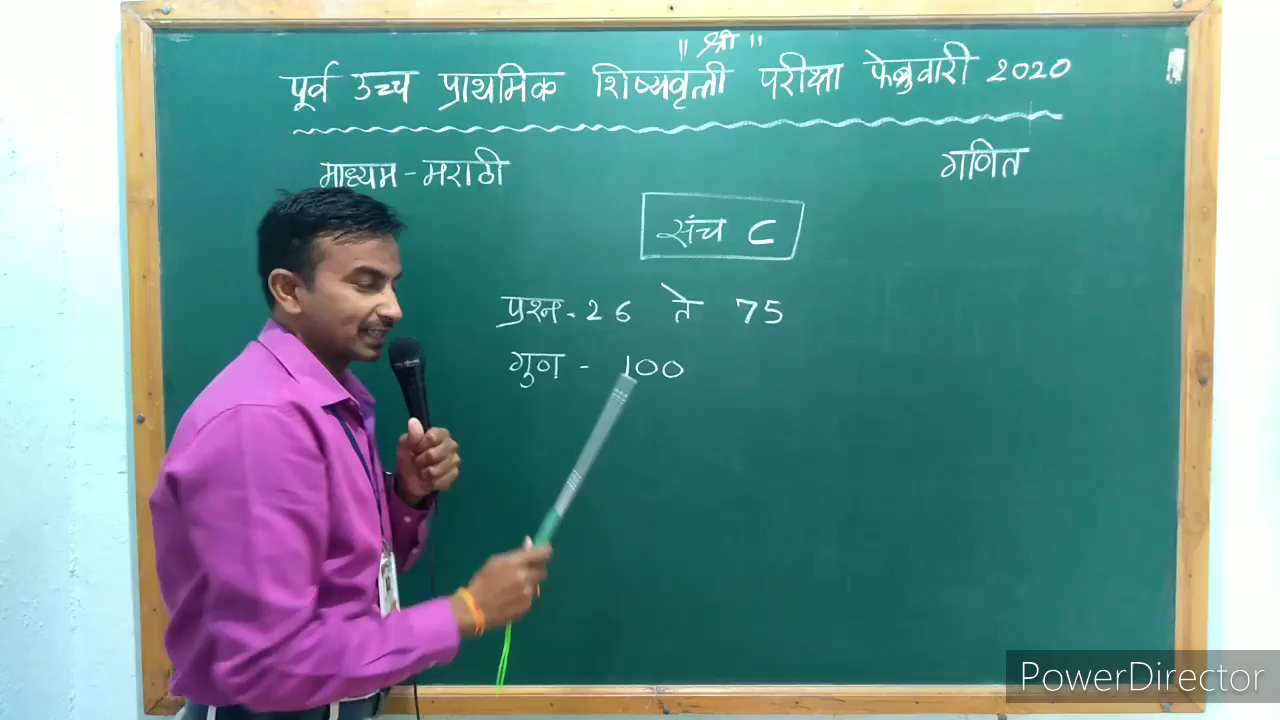 " श्री "
पूर्व उच्च प्राथमिक शिष्यवृत्ती परीक्षा फेब्रुवारी 2020
माध्यम - मराठी
गणित
संच C
प्रश्न - 26 ते 75
गुण - 100
PowerDirector